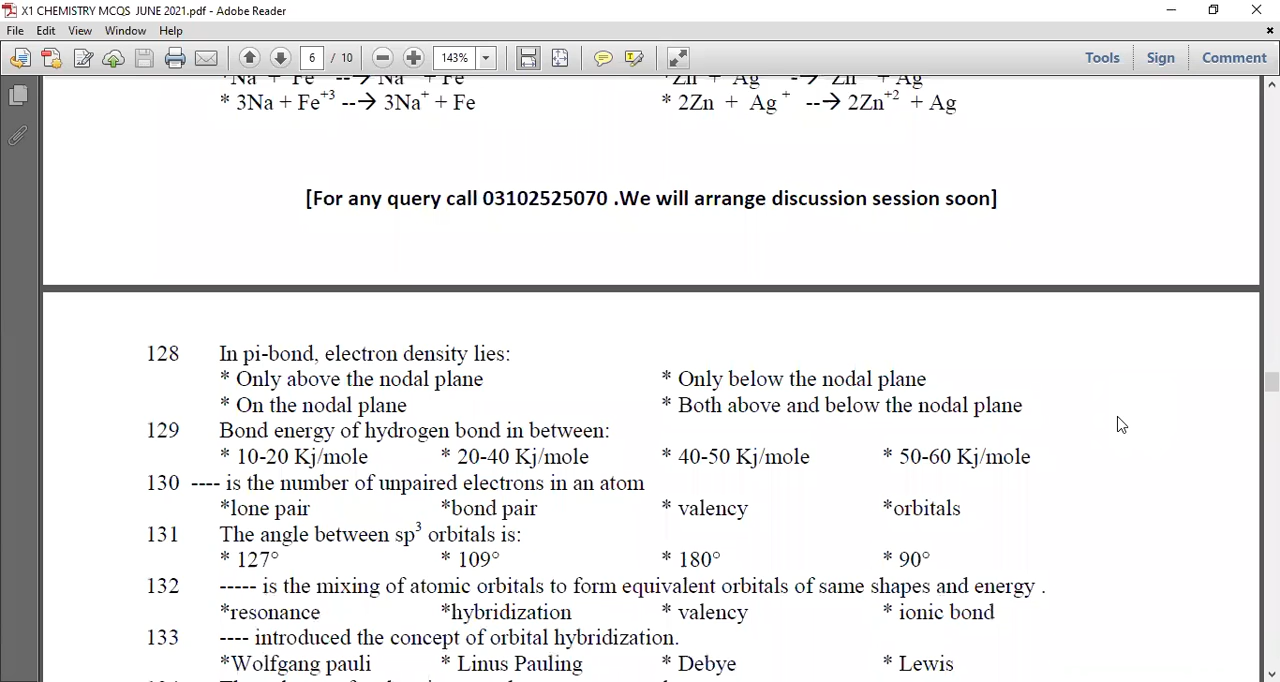 X1 CHEMISTRY MCQS JUNE 2021.pdf - Adobe Reader
File Edit View Window Help
6 / 10 143% Tools Sign Comment
*Na + Fe --→ Na + Fe *Zn + Ag -→ Zn + Ag
* 3Na + Fe⁺³ --→ 3Na⁺ + Fe * 2Zn + Ag ⁺ --→ 2Zn⁺² + Ag
[For any query call 03102525070 .We will arrange discussion session soon]
128 In pi-bond, electron density lies:
* Only above the nodal plane * Only below the nodal plane
* On the nodal plane * Both above and below the nodal plane
129 Bond energy of hydrogen bond in between:
* 10-20 Kj/mole * 20-40 Kj/mole * 40-50 Kj/mole * 50-60 Kj/mole
130 ---- is the number of unpaired electrons in an atom
*lone pair *bond pair * valency *orbitals
131 The angle between sp³ orbitals is:
* 127° * 109° * 180° * 90°
132 ----- is the mixing of atomic orbitals to form equivalent orbitals of same shapes and energy .
*resonance *hybridization * valency * ionic bond
133 ---- introduced the concept of orbital hybridization.
*Wolfgang pauli * Linus Pauling * Debye * Lewis